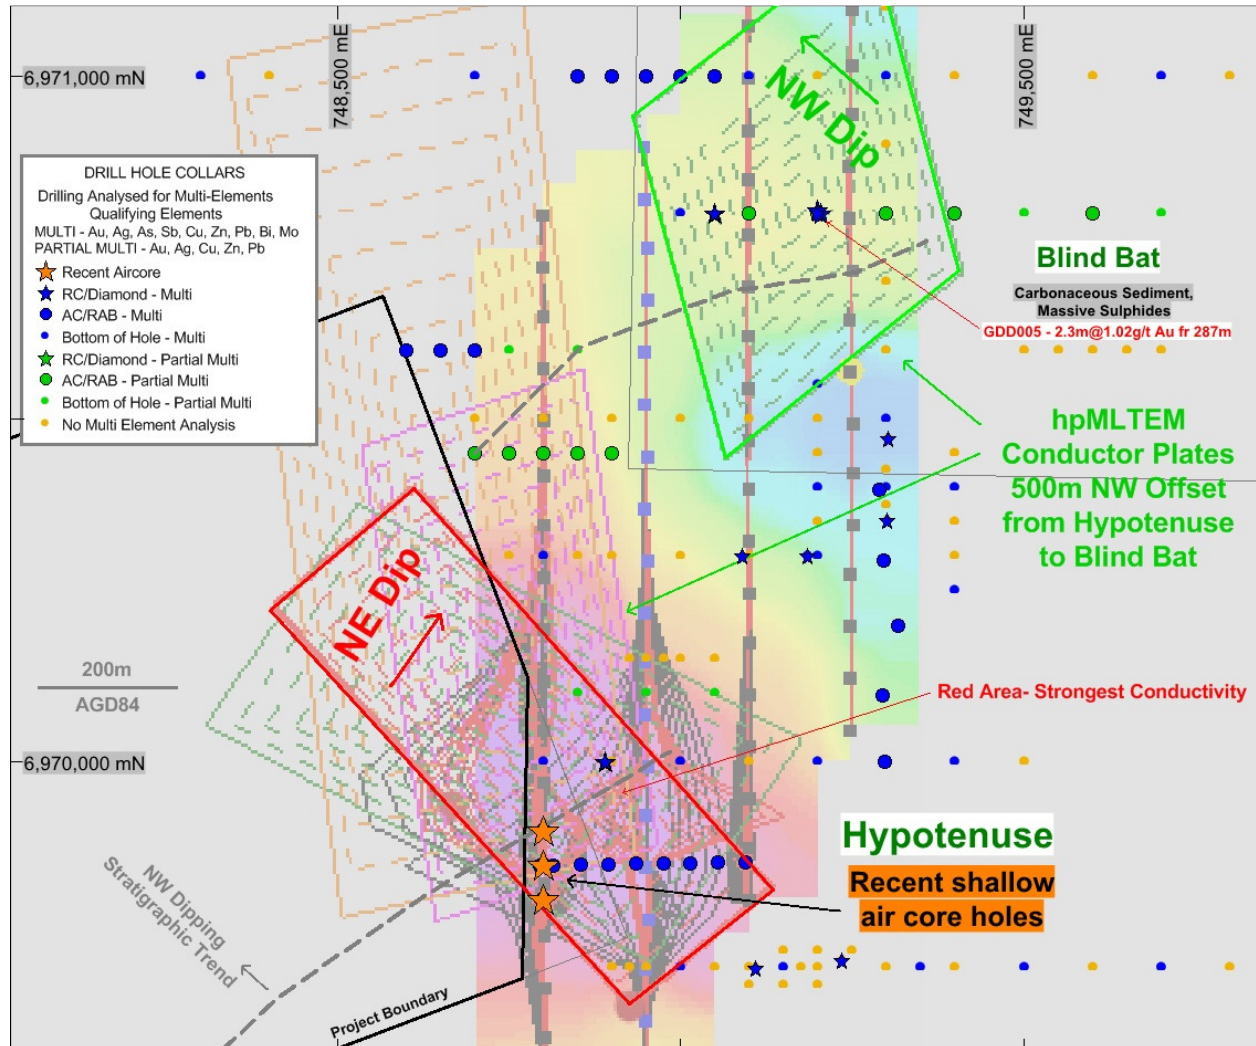 748,500 mE
749,500 mE
6,971,000 mN
NW Dip
DRILL HOLE COLLARS
Drilling Analysed for Multi-Elements
Qualifying Elements
MULTI - Au, Ag, As, Sb, Cu, Zn, Pb, Bi, Mo
PARTIAL MULTI - Au, Ag, Cu, Zn, Pb
Recent Aircore
RC/Diamond - Multi
AC/RAB - Multi
Bottom of Hole - Multi
RC/Diamond - Partial Multi
AC/RAB - Partial Multi
Bottom of Hole - Partial Multi
No Multi Element Analysis
Blind Bat
Carbonaceous Sediment,
Massive Sulphides
GDD005 - 2.3m@1.02g/t Au fr 287m
hpMLTEM
Conductor Plates
500m NW Offset
from Hypotenuse
to Blind Bat
NE Dip
200m
AGD84
Red Area- Strongest Conductivity
6,970,000 mN
Hypotenuse
Recent shallow
air core holes
NW Dipping
Stratigraphic Trend
Project Boundary